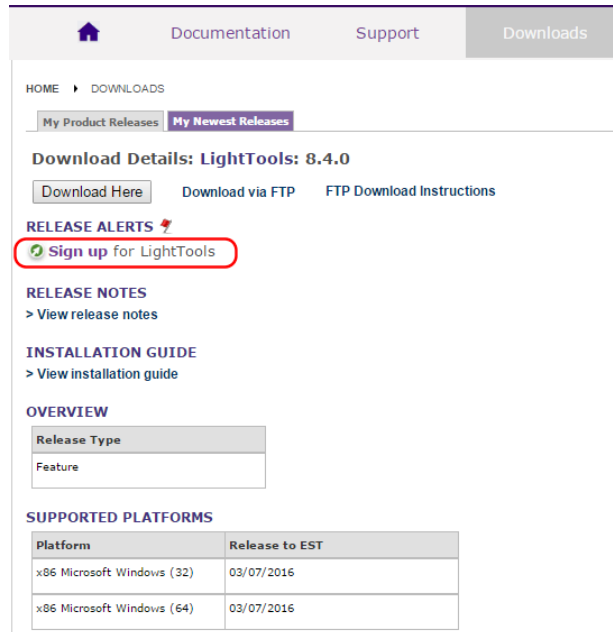 Documentation Support Downloads
HOME DOWNLOADS
My Product Releases My Newest Releases
Download Details: LightTools: 8.4.0
Download Here Download via FTP FTP Download Instructions
RELEASE ALERTS
Sign up for LightTools
RELEASE NOTES
> View release notes
INSTALLATION GUIDE
> View installation guide
OVERVIEW
Release Type
Feature
SUPPORTED PLATFORMS
Platform Release to EST
x86 Microsoft Windows (32) 03/07/2016
x86 Microsoft Windows (64) 03/07/2016